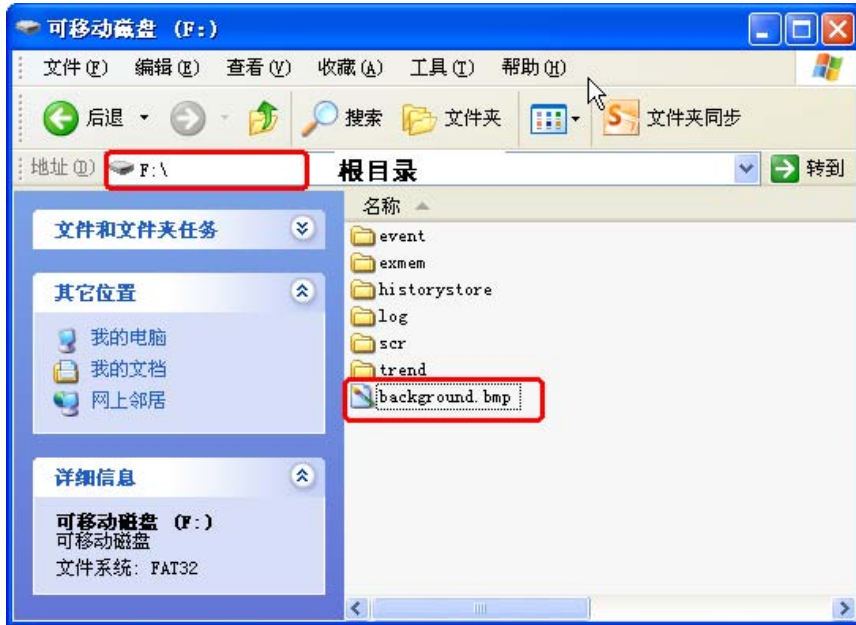 可移动磁盘 (F:)
文件(F) 编辑(E) 查看(V) 收藏(A) 工具(T) 帮助(H)
后退 搜索 文件夹 S 文件夹同步
地址(D) F:\ 根目录 转到
名称
文件和文件夹任务
其它位置
我的电脑
我的文档
网上邻居
详细信息
可移动磁盘 (F:)
可移动磁盘
文件系统: FAT32
event
exmem
historystore
log
scr
trend
background.bmp